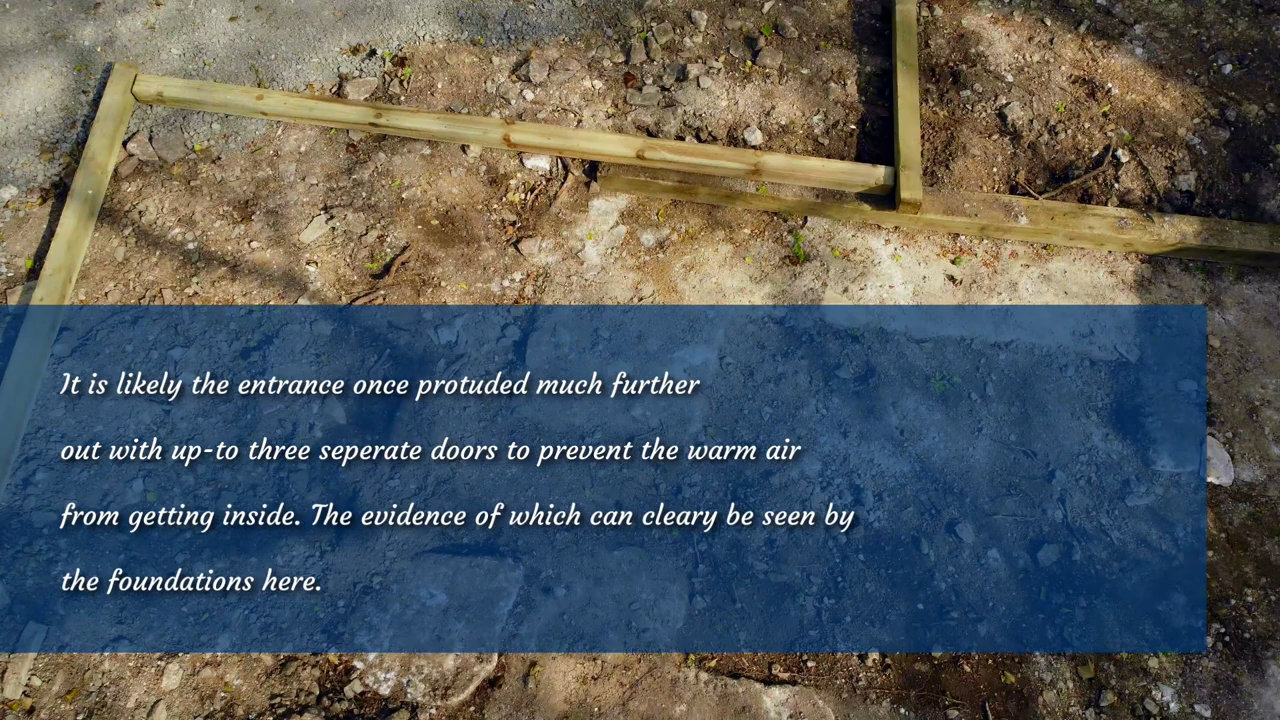 It is likely the entrance once protuded much further
out with up-to three seperate doors to prevent the warm air
from getting inside. The evidence of which can cleary be seen by
the foundations here.